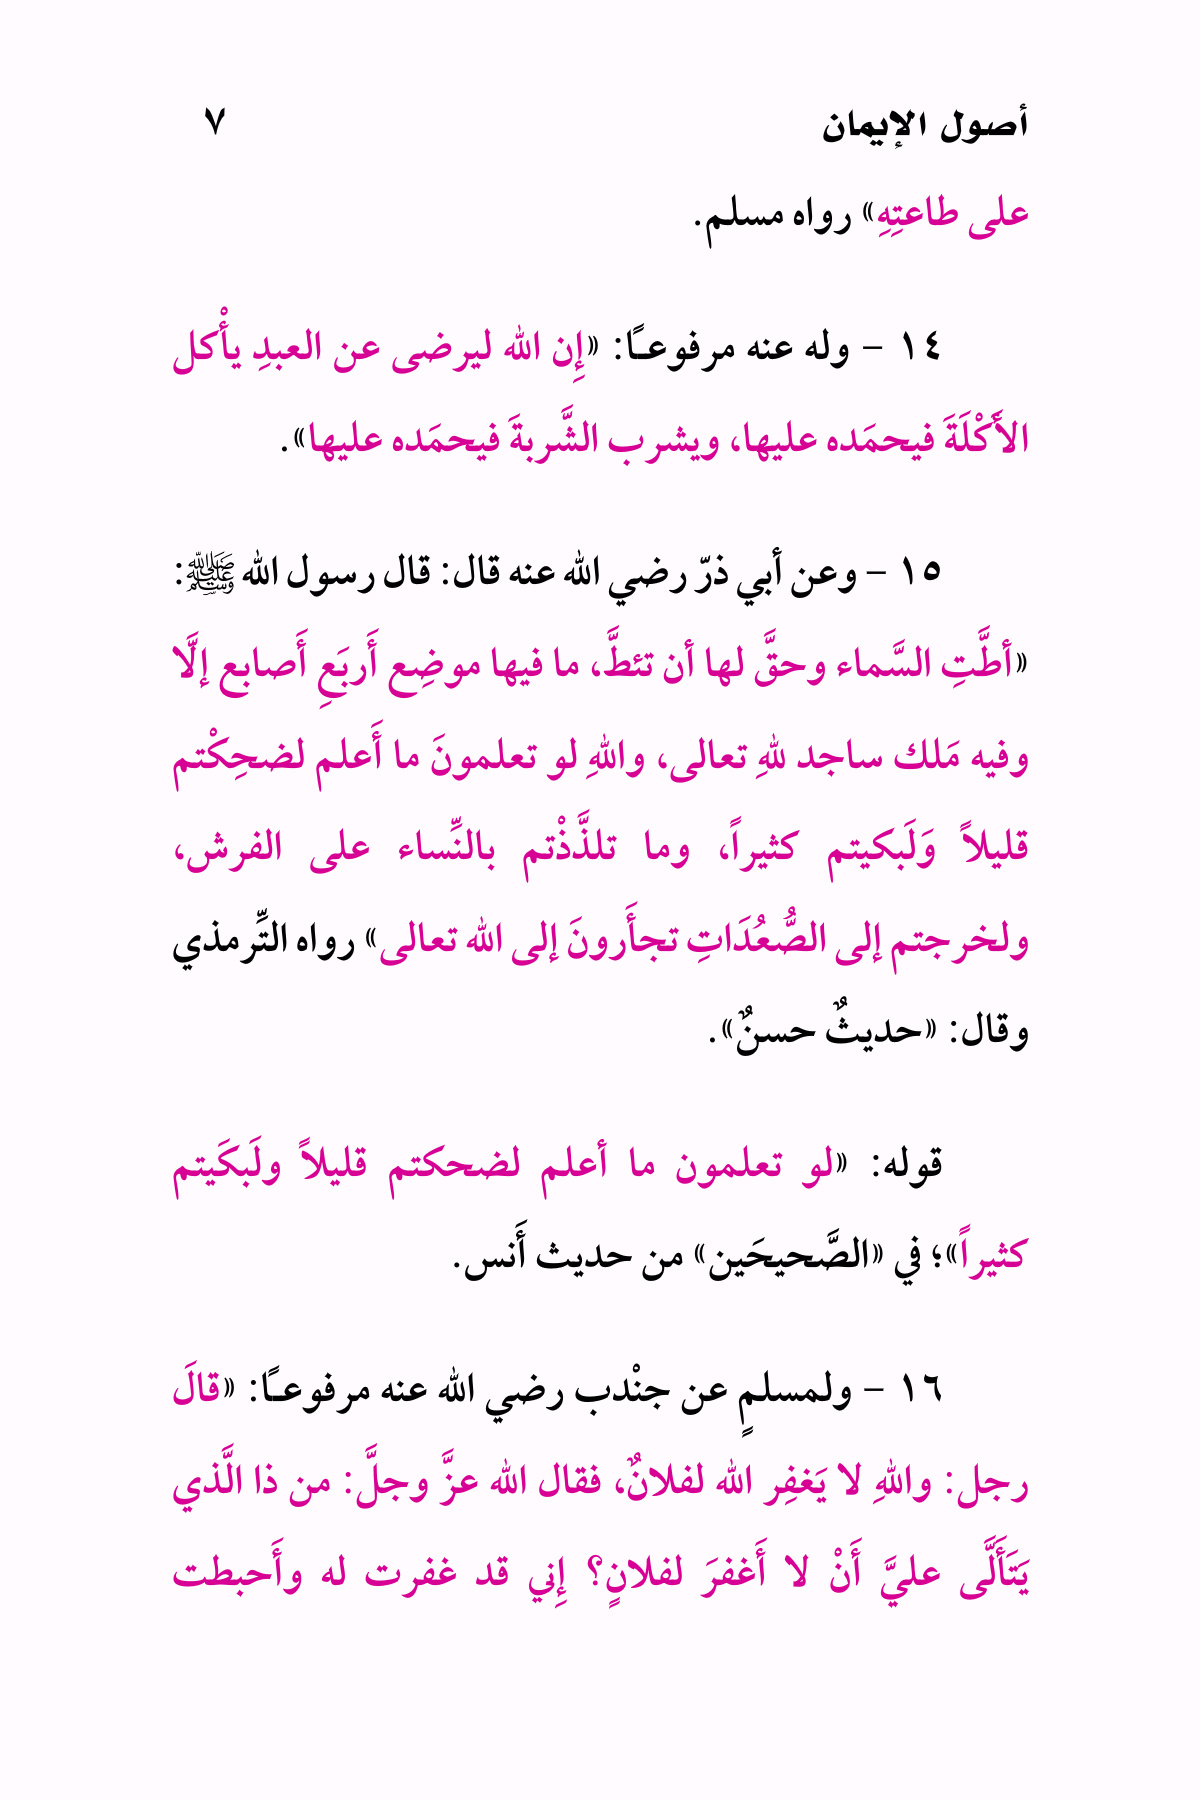 أصول الإيمان ٧
على طاعتِهِ» رواه مسلم.
١٤ – وله عنه مرفوعـًا: «إِن الله ليرضى عن العبدِ يأْكل
الأَكْلَةَ فيحمَده عليها، ويشرب الشَّربةَ فيحمَده عليها».
١٥ – وعن أبي ذرّ رضي الله عنه قال: قال رسول الله ﷺ:
«أطَّتِ السَّماء وحقَّ لها أن تئطَّ، ما فيها موضِع أَربَعِ أَصابع إلَّا
وفيه مَلك ساجد للهِ تعالى، واللهِ لو تعلمونَ ما أَعلم لضحِكْتم
قليلاً وَلَبكيتم كثيراً، وما تلذَّذْتم بالنِّساء على الفرش،
ولخرجتم إلى الصُّعُدَاتِ تجأَرونَ إلى الله تعالى» رواه التِّرمذي
وقال: «حديثٌ حسنٌ».
قوله: «لو تعلمون ما أعلم لضحكتم قليلاً ولَبكَيتم
كثيراً»؛ في «الصَّحيحَين» من حديث أَنس.
١٦ – ولمسلمٍ عن جنْدب رضي الله عنه مرفوعـًا: «قالَ
رجل: واللهِ لا يَغفِر الله لفلانٌ، فقال الله عزَّ وجلَّ: من ذا الَّذي
يَتَأَلَّى عليَّ أَنْ لا أَغفرَ لفلانٍ؟ إِني قد غفرت له وأَحبطت